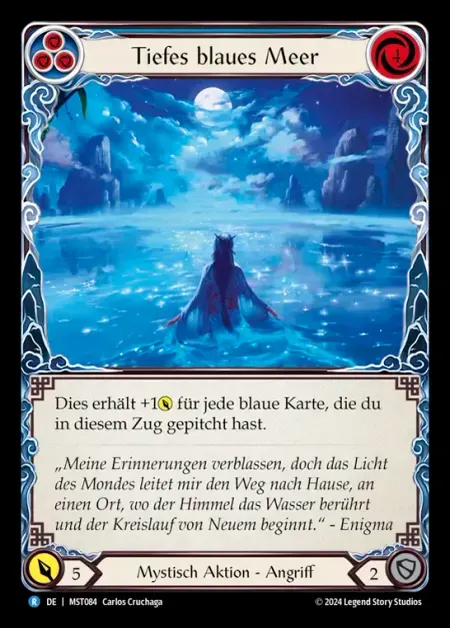 Tiefes blaues Meer
4
Dies erhält +1 für jede blaue Karte, die du
in diesem Zug gepitcht hast.
„Meine Erinnerungen verblassen, doch das Licht
des Mondes leitet mir den Weg nach Hause, an
einen Ort, wo der Himmel das Wasser berührt
und der Kreislauf von Neuem beginnt.“ - Enigma
5 Mystisch Aktion - Angriff 2
R DE | MST084 Carlos Cruchaga © 2024 Legend Story Studios